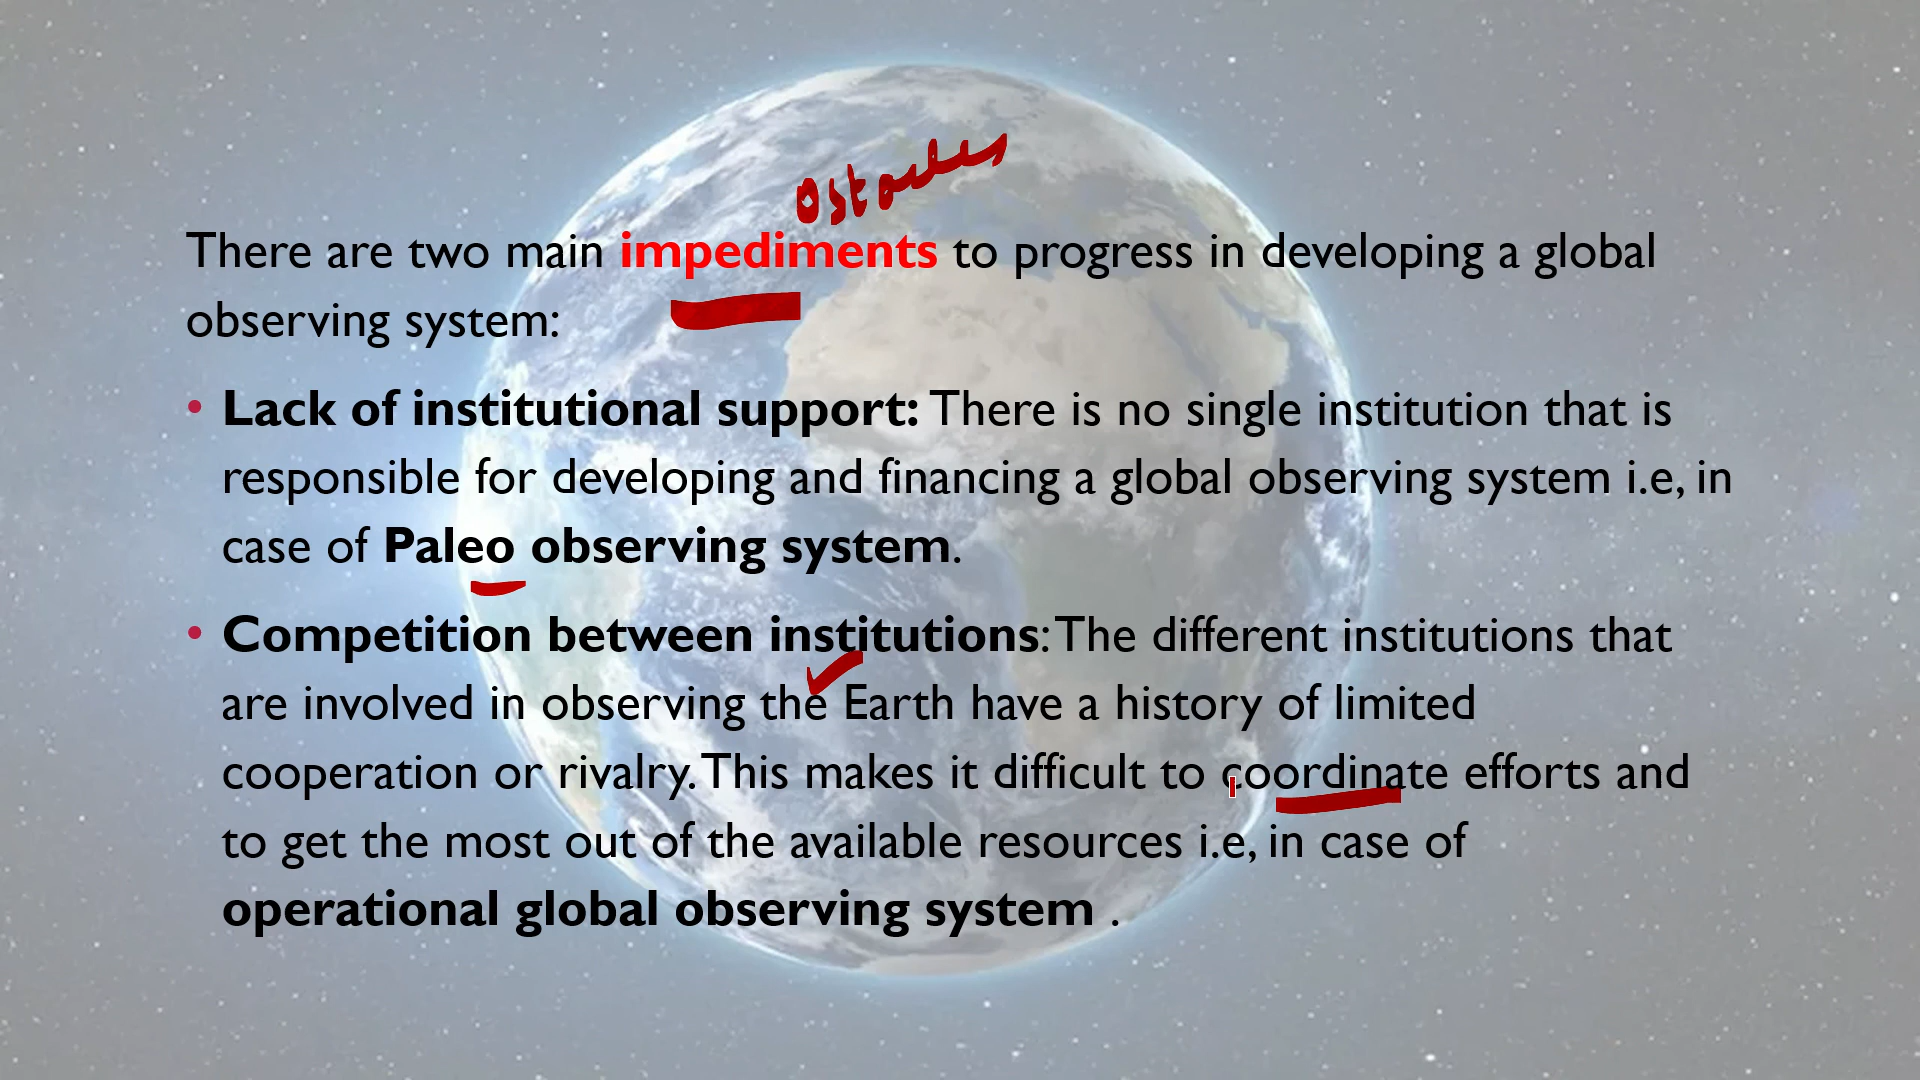 There are two main impediments to progress in developing a global
observing system:
• Lack of institutional support: There is no single institution that is
responsible for developing and financing a global observing system i.e, in
case of Paleo observing system.
• Competition between institutions: The different institutions that
are involved in observing the Earth have a history of limited
cooperation or rivalry. This makes it difficult to coordinate efforts and
to get the most out of the available resources i.e, in case of
operational global observing system .